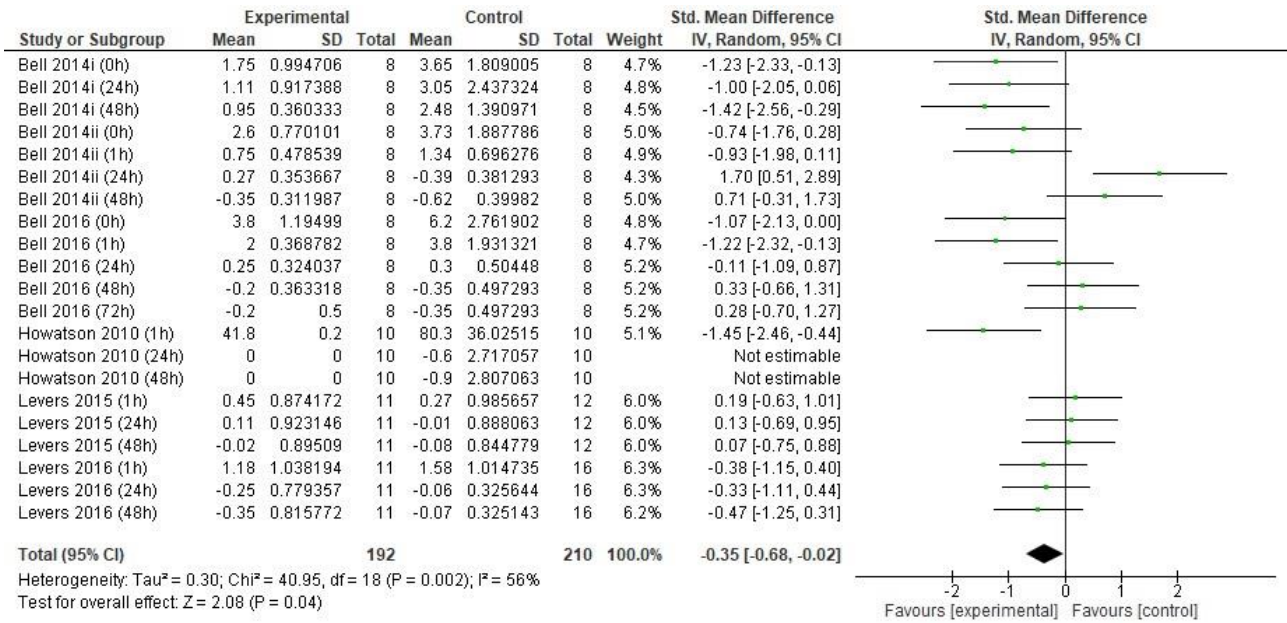 Experimental Control Std. Mean Difference Std. Mean Difference
Study or Subgroup Mean SD Total Mean SD Total Weight IV, Random, 95% CI IV, Random, 95% CI
Bell 2014i (0h) 1.75 0.994706 8 3.65 1.809005 8 4.7% -1.23 [-2.33, -0.13]
Bell 2014i (24h) 1.11 0.917388 8 3.05 2.437324 8 4.8% -1.00 [-2.05, 0.06]
Bell 2014i (48h) 0.95 0.360333 8 2.48 1.390971 8 4.5% -1.42 [-2.56, -0.29]
Bell 2014ii (0h) 2.6 0.770101 8 3.73 1.887786 8 5.0% -0.74 [-1.76, 0.28]
Bell 2014ii (1h) 0.75 0.478539 8 1.34 0.696276 8 4.9% -0.93 [-1.98, 0.11]
Bell 2014ii (24h) 0.27 0.353667 8 -0.39 0.381293 8 4.3% 1.70 [0.51, 2.89]
Bell 2014ii (48h) -0.35 0.311987 8 -0.62 0.39982 8 5.0% 0.71 [-0.31, 1.73]
Bell 2016 (0h) 3.8 1.19499 8 6.2 2.761902 8 4.8% -1.07 [-2.13, 0.00]
Bell 2016 (1h) 2 0.368782 8 3.8 1.931321 8 4.7% -1.22 [-2.32, -0.13]
Bell 2016 (24h) 0.25 0.324037 8 0.3 0.50448 8 5.2% -0.11 [-1.09, 0.87]
Bell 2016 (48h) -0.2 0.363318 8 -0.35 0.497293 8 5.2% 0.33 [-0.66, 1.31]
Bell 2016 (72h) -0.2 0.5 8 -0.35 0.497293 8 5.2% 0.28 [-0.70, 1.27]
Howatson 2010 (1h) 41.8 0.2 10 80.3 36.02515 10 5.1% -1.45 [-2.46, -0.44]
Howatson 2010 (24h) 0 0 10 -0.6 2.717057 10 Not estimable
Howatson 2010 (48h) 0 0 10 -0.9 2.807063 10 Not estimable
Levers 2015 (1h) 0.45 0.874172 11 0.27 0.985657 12 6.0% 0.19 [-0.63, 1.01]
Levers 2015 (24h) 0.11 0.923146 11 -0.01 0.888063 12 6.0% 0.13 [-0.69, 0.95]
Levers 2015 (48h) -0.02 0.89509 11 -0.08 0.844779 12 6.0% 0.07 [-0.75, 0.88]
Levers 2016 (1h) 1.18 1.038194 11 1.58 1.014735 16 6.3% -0.38 [-1.15, 0.40]
Levers 2016 (24h) -0.25 0.779357 11 -0.06 0.325644 16 6.3% -0.33 [-1.11, 0.44]
Levers 2016 (48h) -0.35 0.815772 11 -0.07 0.325143 16 6.2% -0.47 [-1.25, 0.31]
Total (95% CI) 192 210 100.0% -0.35 [-0.68, -0.02]
Heterogeneity: Tau² = 0.30; Chi² = 40.95, df = 18 (P = 0.002); I² = 56%
Test for overall effect: Z = 2.08 (P = 0.04)
-2 -1 0 1 2
Favours [experimental] Favours [control]